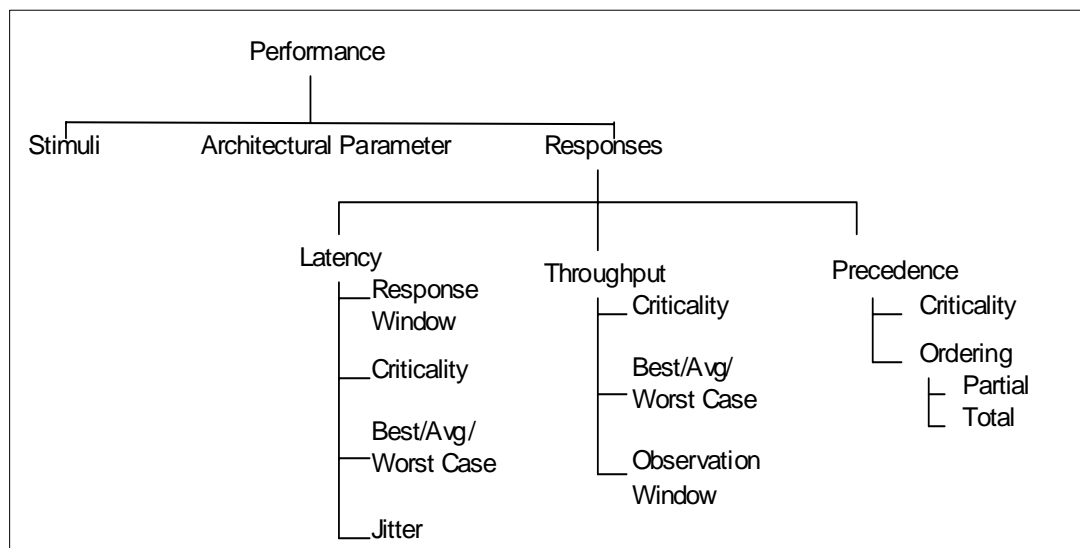 Performance
Stimuli
Architectural Parameter
Responses
Latency
Response
Window
Criticality
Best/Avg/
Worst Case
Jitter
Throughput
Criticality
Best/Avg/
Worst Case
Observation
Window
Precedence
Criticality
Ordering
Partial
Total